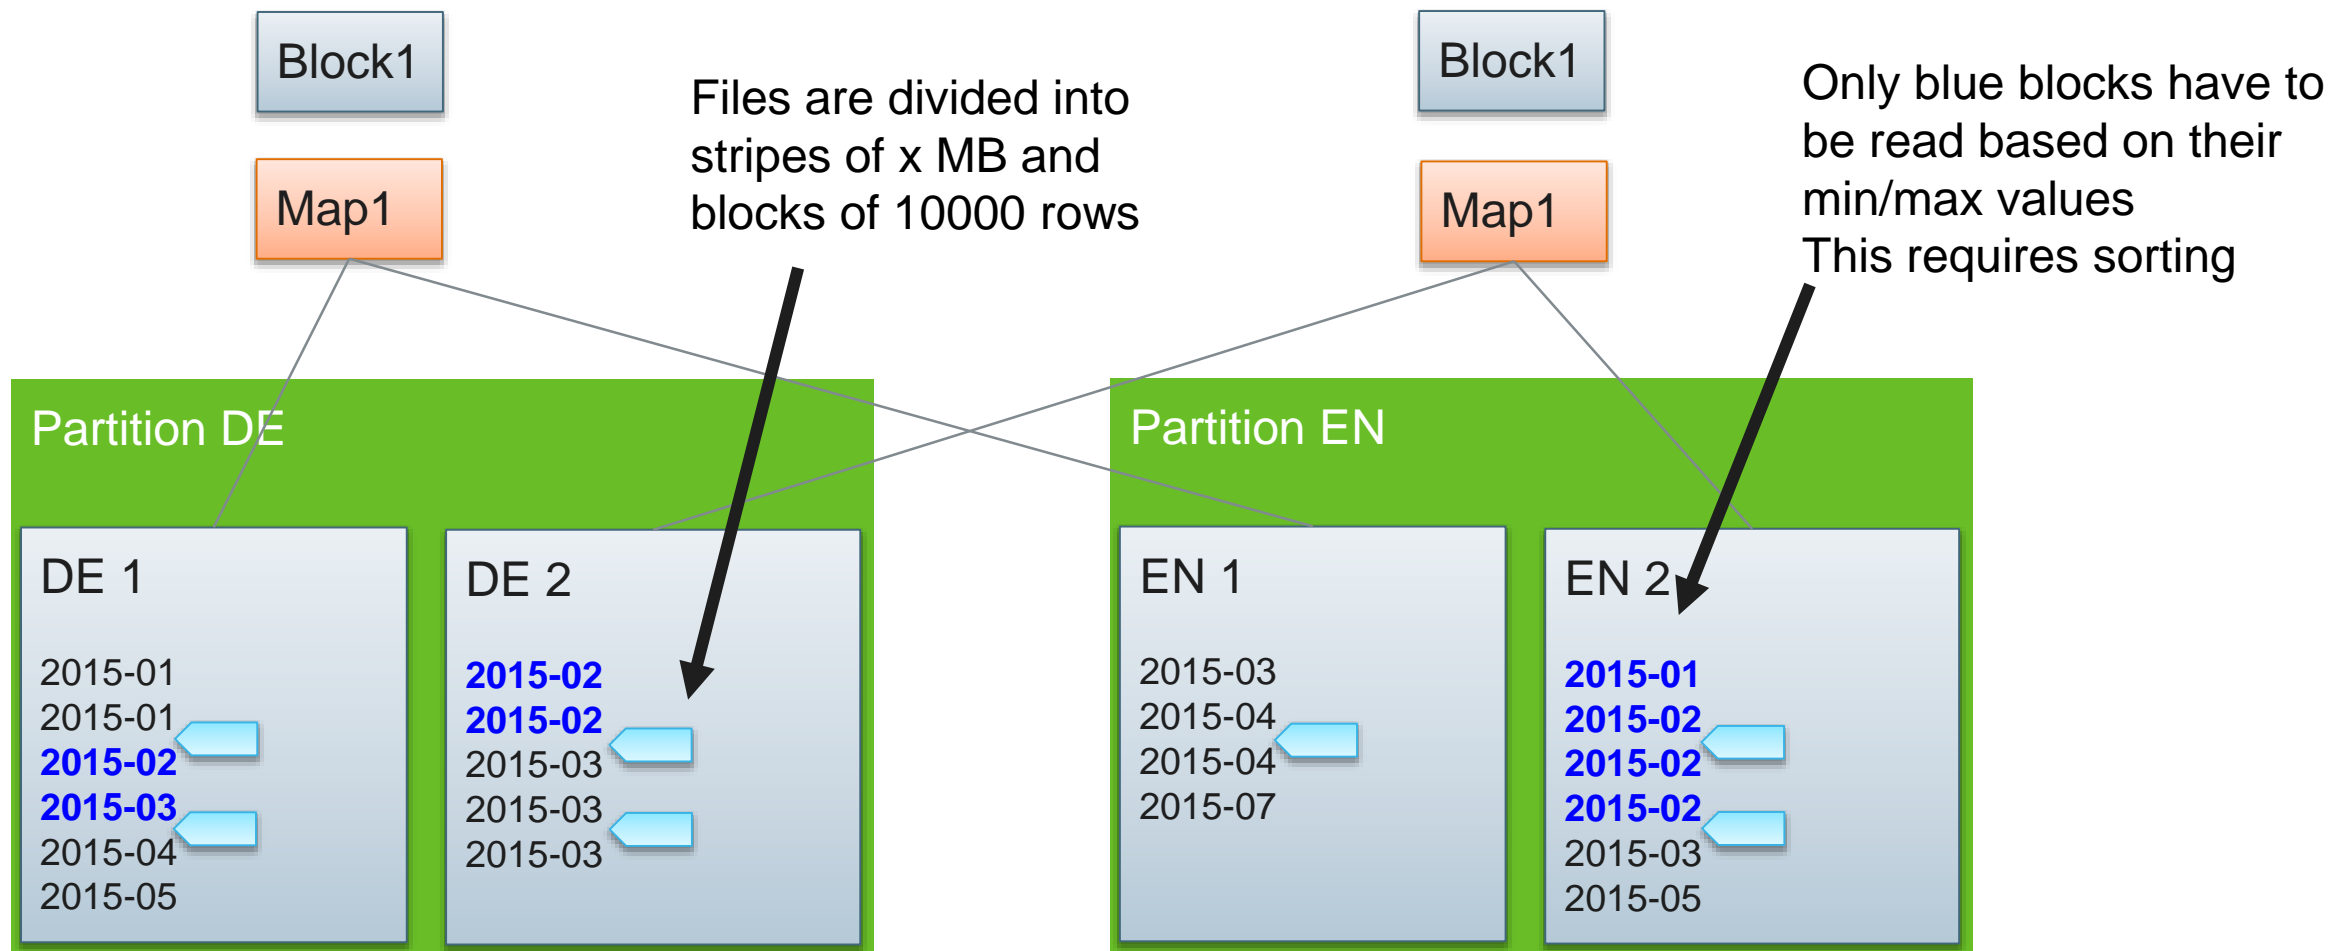 Block1
Map1
Files are divided into
stripes of x MB and
blocks of 10000 rows
Block1
Map1
Only blue blocks have to
be read based on their
min/max values
This requires sorting
Partition DE
DE 1
2015-01
2015-01
2015-02
2015-03
2015-04
2015-05
DE 2
2015-02
2015-02
2015-03
2015-03
2015-03
Partition EN
EN 1
2015-03
2015-04
2015-04
2015-07
EN 2
2015-01
2015-02
2015-02
2015-02
2015-03
2015-05